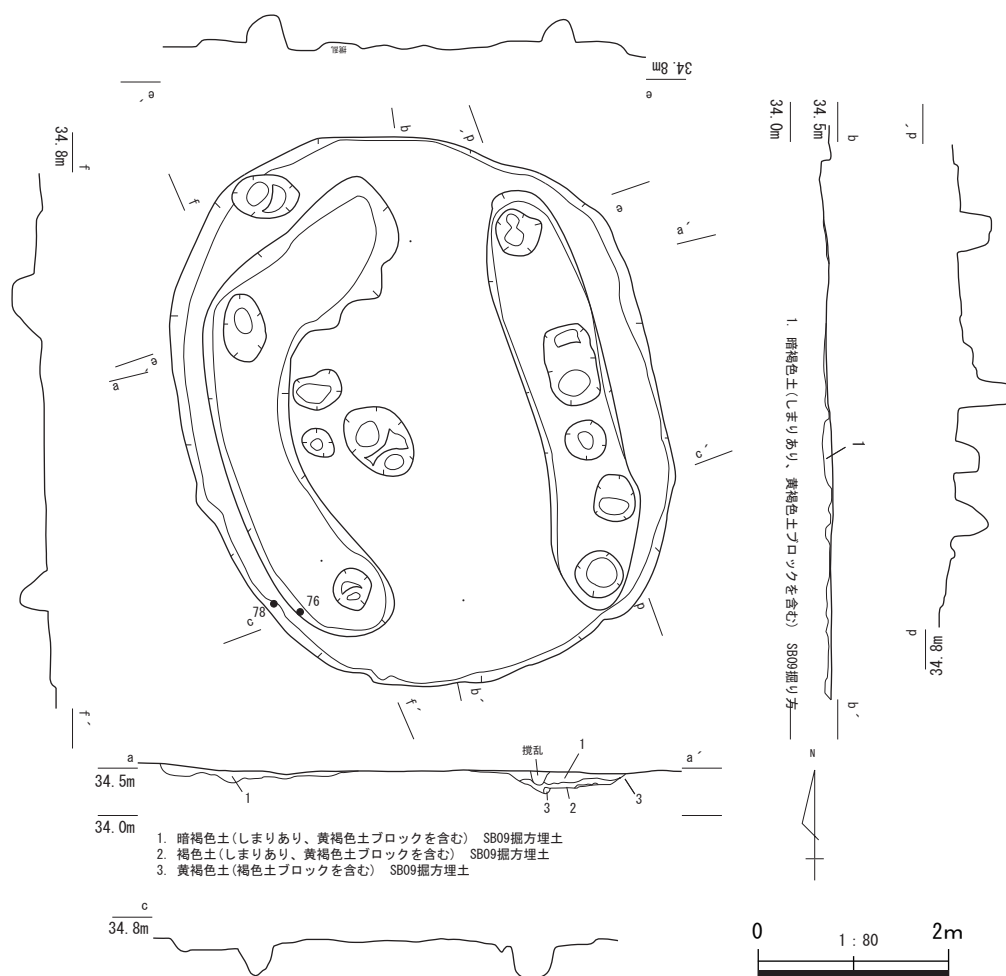 撹乱
e´
34.8m
e
34.8m
f
b
d´
34.0m
34.5m
b
d´
f
e
a´
e´
a
c´
1. 暗褐色土(しまりあり、黄褐色土ブロックを含む) SB09掘り方
1
78
76
c
d
34.8m
d
f´
b´
f´
b´
a
撹乱
1
a´
N
34.5m
1
3
2
3
34.0m
1. 暗褐色土(しまりあり、黄褐色土ブロックを含む) SB09掘方埋土
2. 褐色土(しまりあり、黄褐色土ブロックを含む) SB09掘方埋土
3. 黄褐色土(褐色土ブロックを含む) SB09掘方埋土
c
34.8m
0
1 : 80
2m